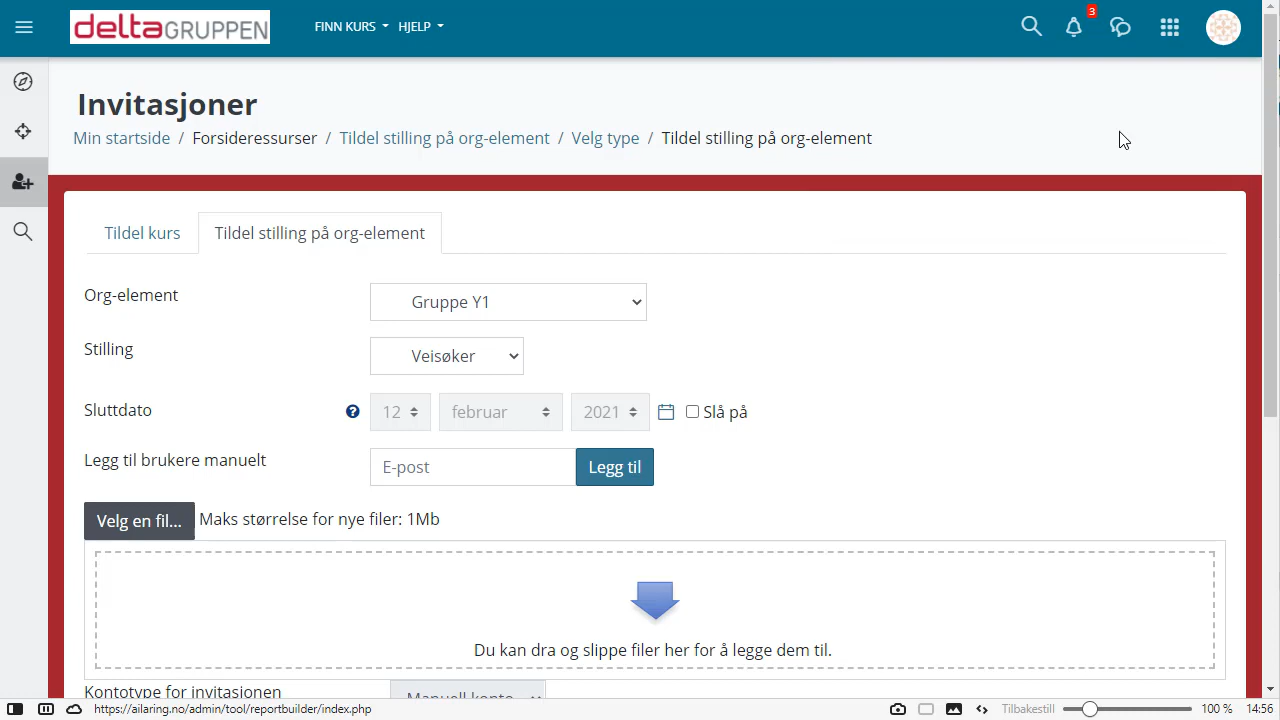 deltaGRUPPEN
FINN KURS HJELP
3
Invitasjoner
Min startside / Forsideressurser / Tildel stilling på org-element / Velg type / Tildel stilling på org-element
Tildel kurs
Tildel stilling på org-element
Org-element
Gruppe Y1
Stilling
Veisøker
Sluttdato
?
12
februar
2021
Slå på
Legg til brukere manuelt
E-post
Legg til
Velg en fil...
Maks størrelse for nye filer: 1Mb
Du kan dra og slippe filer her for å legge dem til.
Kontotype for invitasjonen
Manuell konto
https://ailaring.no/admin/tool/reportbuilder/index.php
Tilbakestill
100 %
14:56